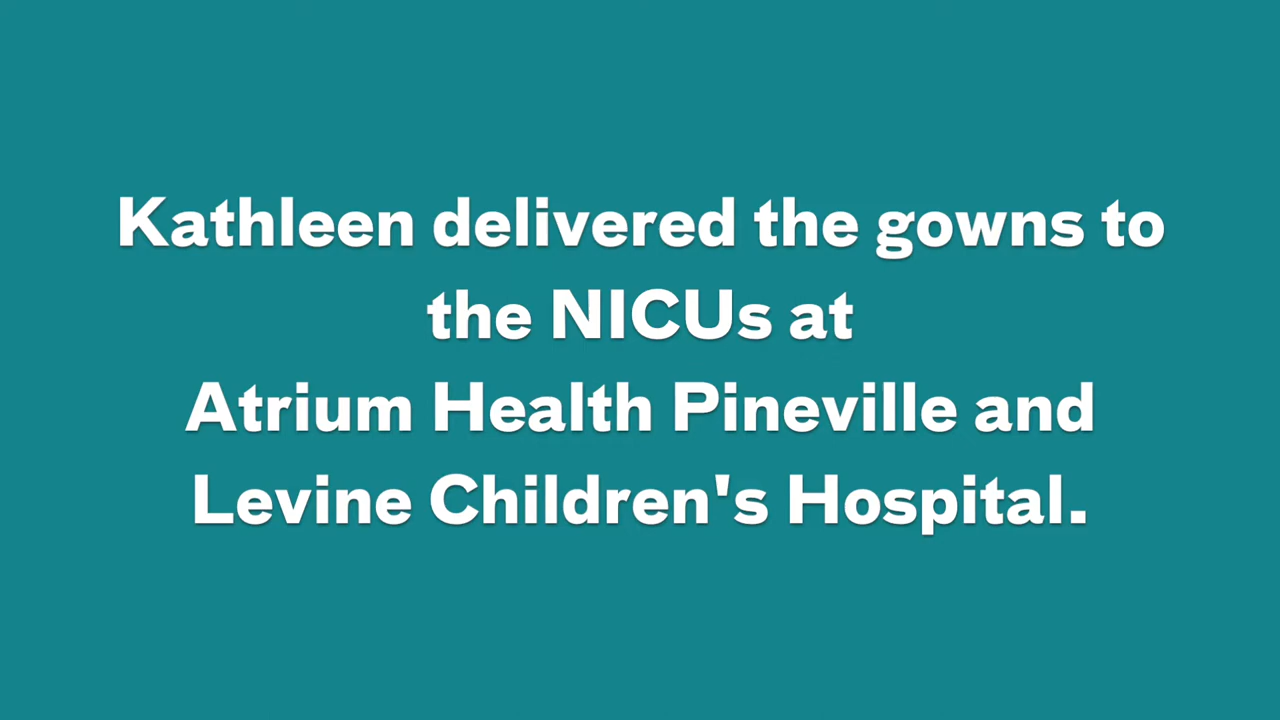 Kathleen delivered the gowns to
the NICUs at
Atrium Health Pineville and
Levine Children's Hospital.